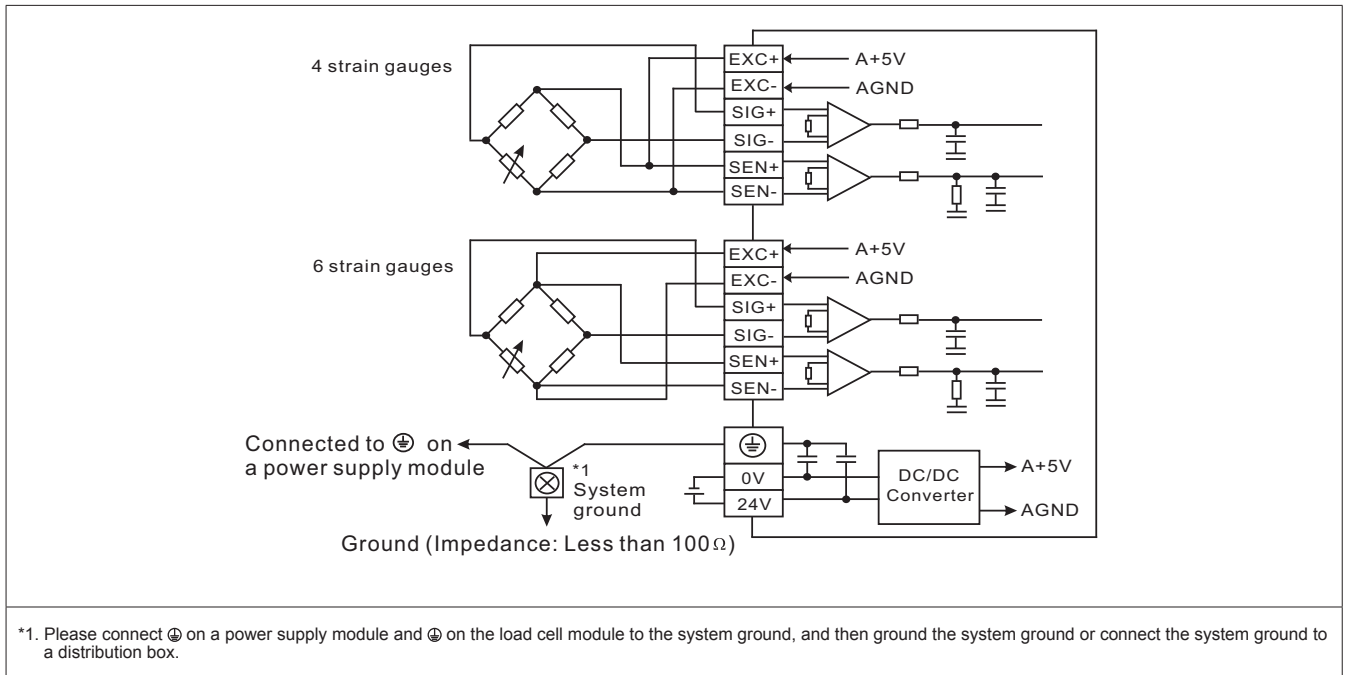 4 strain gauges
EXC+
A+5V
EXC-
AGND
SIG+
SIG-
SEN+
SEN-
6 strain gauges
EXC+
A+5V
EXC-
AGND
SIG+
SIG-
SEN+
SEN-
Connected to ⏚ on
a power supply module
*1
System
ground
0V
24V
DC/DC
Converter
A+5V
AGND
Ground (Impedance: Less than 100Ω)
*1. Please connect ⏚ on a power supply module and ⏚ on the load cell module to the system ground, and then ground the system ground or connect the system ground to
a distribution box.